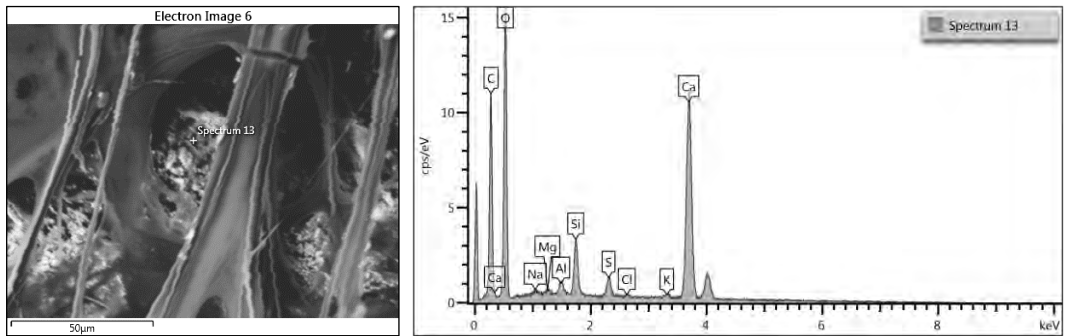 Electron Image 6
Spectrum 13
50µm
Spectrum 13
cps/eV
15
10
5
0
C
O
Ca
Na
Mg
Al
Si
S
Cl
K
Ca
0
2
4
6
8
keV